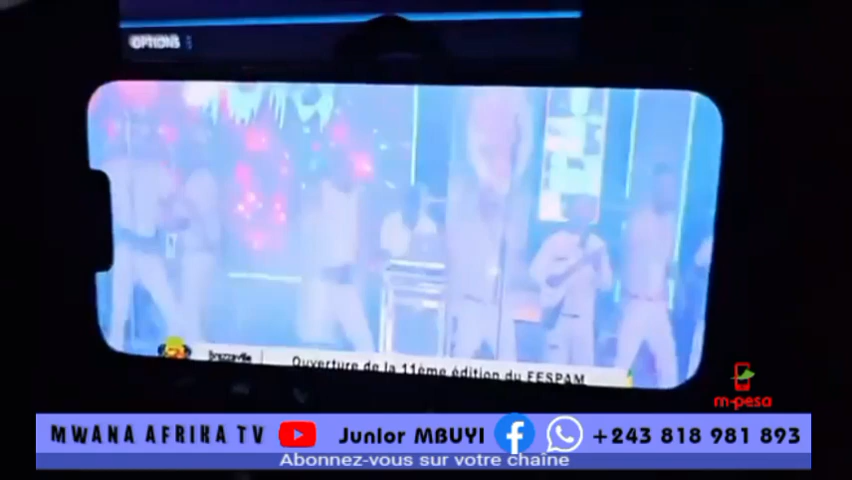 OPTIONS
Brazzaville
Ouverture de la 11ème édition du FESPAM
m-pesa
MWANA AFRIKA TV Junior MBUYI +243 818 981 893
Abonnez-vous sur votre chaîne